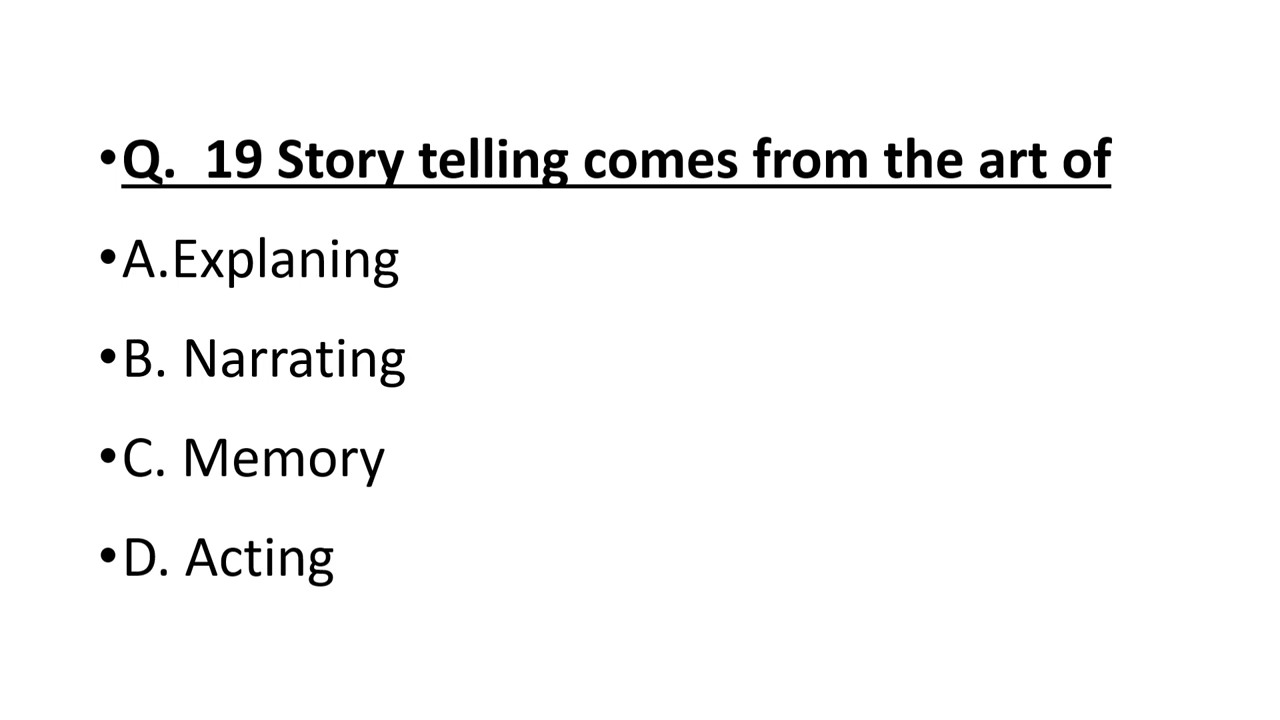 •Q.  19 Story telling comes from the art of
•A.Explaning
•B. Narrating
•C. Memory
•D. Acting